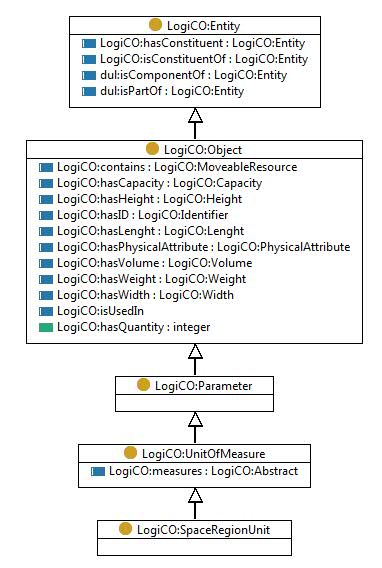 LogiCO:Entity
LogiCO:hasConstituent : LogiCO:Entity
LogiCO:isConstituentOf : LogiCO:Entity
dul:isComponentOf : LogiCO:Entity
dul:isPartOf : LogiCO:Entity
LogiCO:Object
LogiCO:contains : LogiCO:MoveableResource
LogiCO:hasCapacity : LogiCO:Capacity
LogiCO:hasHeight : LogiCO:Height
LogiCO:hasID : LogiCO:Identifier
LogiCO:hasLenght : LogiCO:Lenght
LogiCO:hasPhysicalAttribute : LogiCO:PhysicalAttribute
LogiCO:hasVolume : LogiCO:Volume
LogiCO:hasWeight : LogiCO:Weight
LogiCO:hasWidth : LogiCO:Width
LogiCO:isUsedIn
LogiCO:hasQuantity : integer
LogiCO:Parameter
LogiCO:UnitOfMeasure
LogiCO:measures : LogiCO:Abstract
LogiCO:SpaceRegionUnit